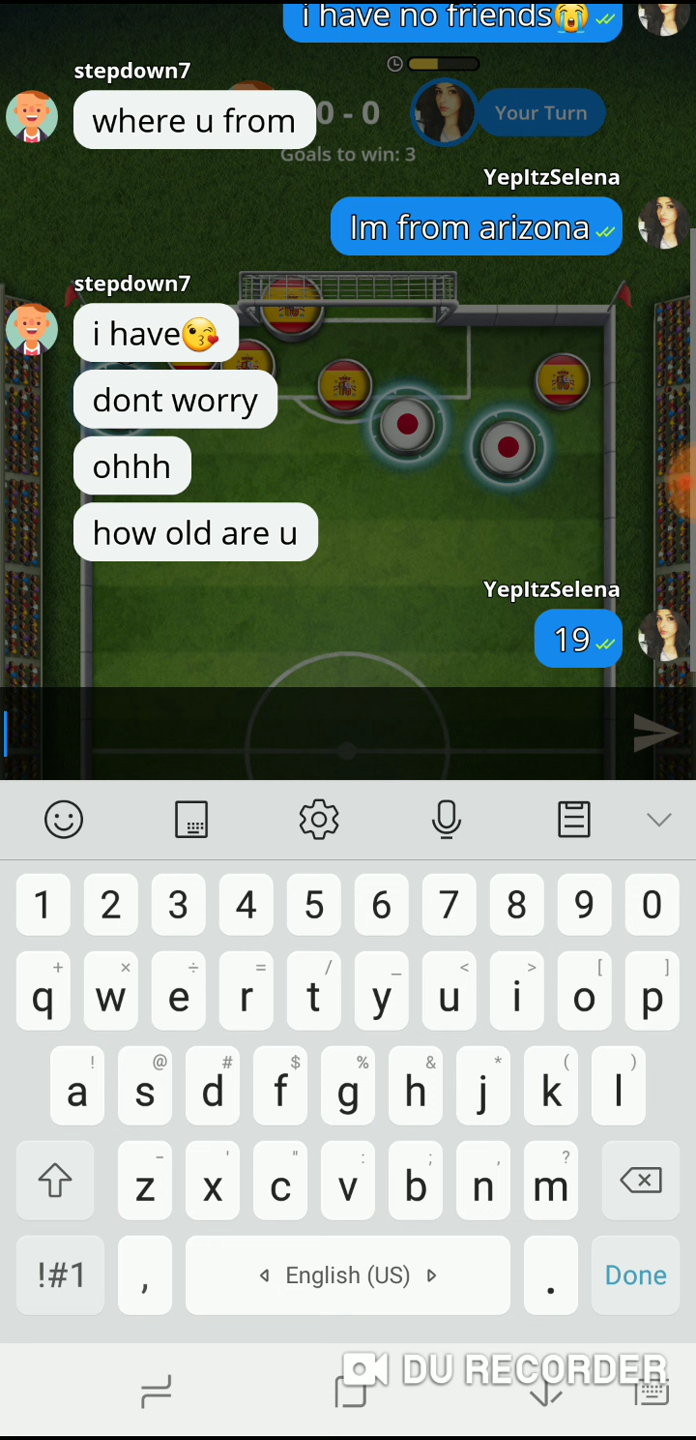 i have no friends😭
stepdown7
where u from
0 - 0
Your Turn
Goals to win: 3
YepItzSelena
Im from arizona
stepdown7
i have😘
dont worry
ohhh
how old are u
YepItzSelena
19
1 2 3 4 5 6 7 8 9 0
+ × ÷ = / _ < > [ ]
q w e r t y u i o p
! @ # $ % & * ( )
a s d f g h j k l
- ' " : ; , ?
z x c v b n m
!#1 , English (US) . Done
DU RECORDER